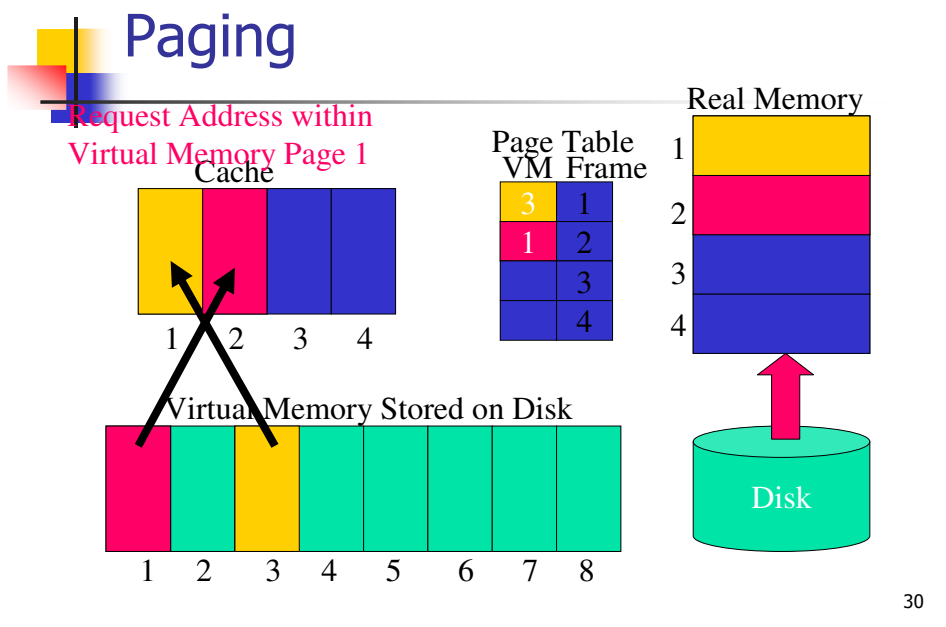 Paging
Request Address within
Virtual Memory Page 1
Cache
1 2 3 4
Page Table
VM Frame
3 1
1 2
3
4
Real Memory
1
2
3
4
Virtual Memory Stored on Disk
1 2 3 4 5 6 7 8
Disk
30